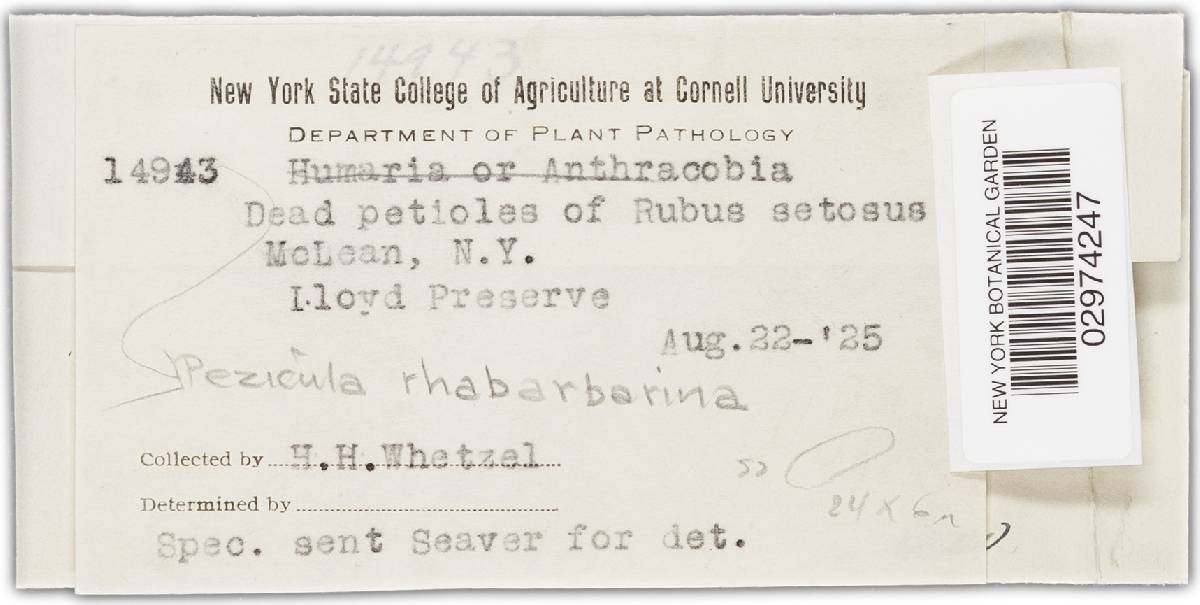 14943
New York State College of Agriculture at Cornell University
DEPARTMENT OF PLANT PATHOLOGY
14943 Humaria or Anthracobia
Dead petioles of Rubus setosus
McLean, N.Y.
Lloyd Preserve
Aug.22-'25
Pezicula rhabarbarina
Collected by H.H.Whetzel
Determined by
24 x 6
Spec. sent Seaver for det.
NEW YORK BOTANICAL GARDEN
02974247